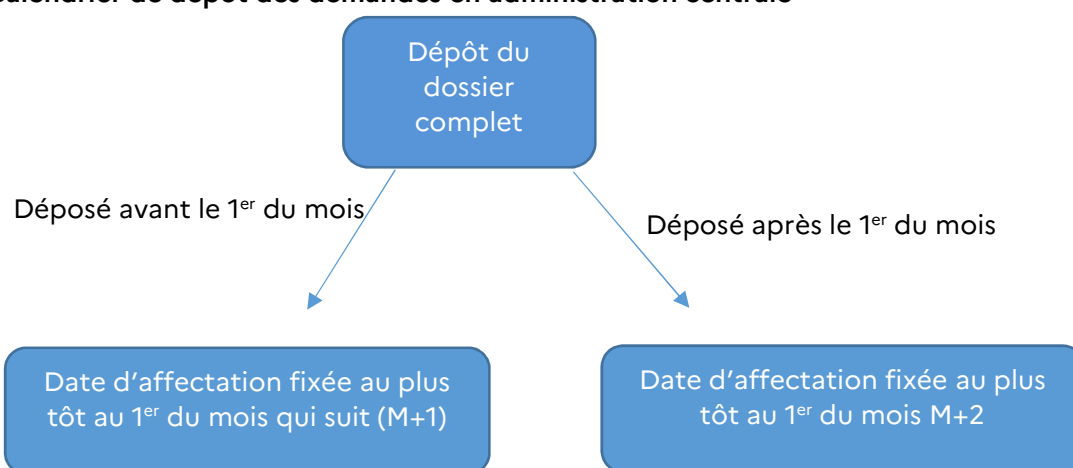 calendrier de dépôt des demandes en administration centrale
Dépôt du
dossier
complet
Déposé avant le 1er du mois
Déposé après le 1er du mois
Date d’affectation fixée au plus
tôt au 1er du mois qui suit (M+1)
Date d’affectation fixée au plus
tôt au 1er du mois M+2